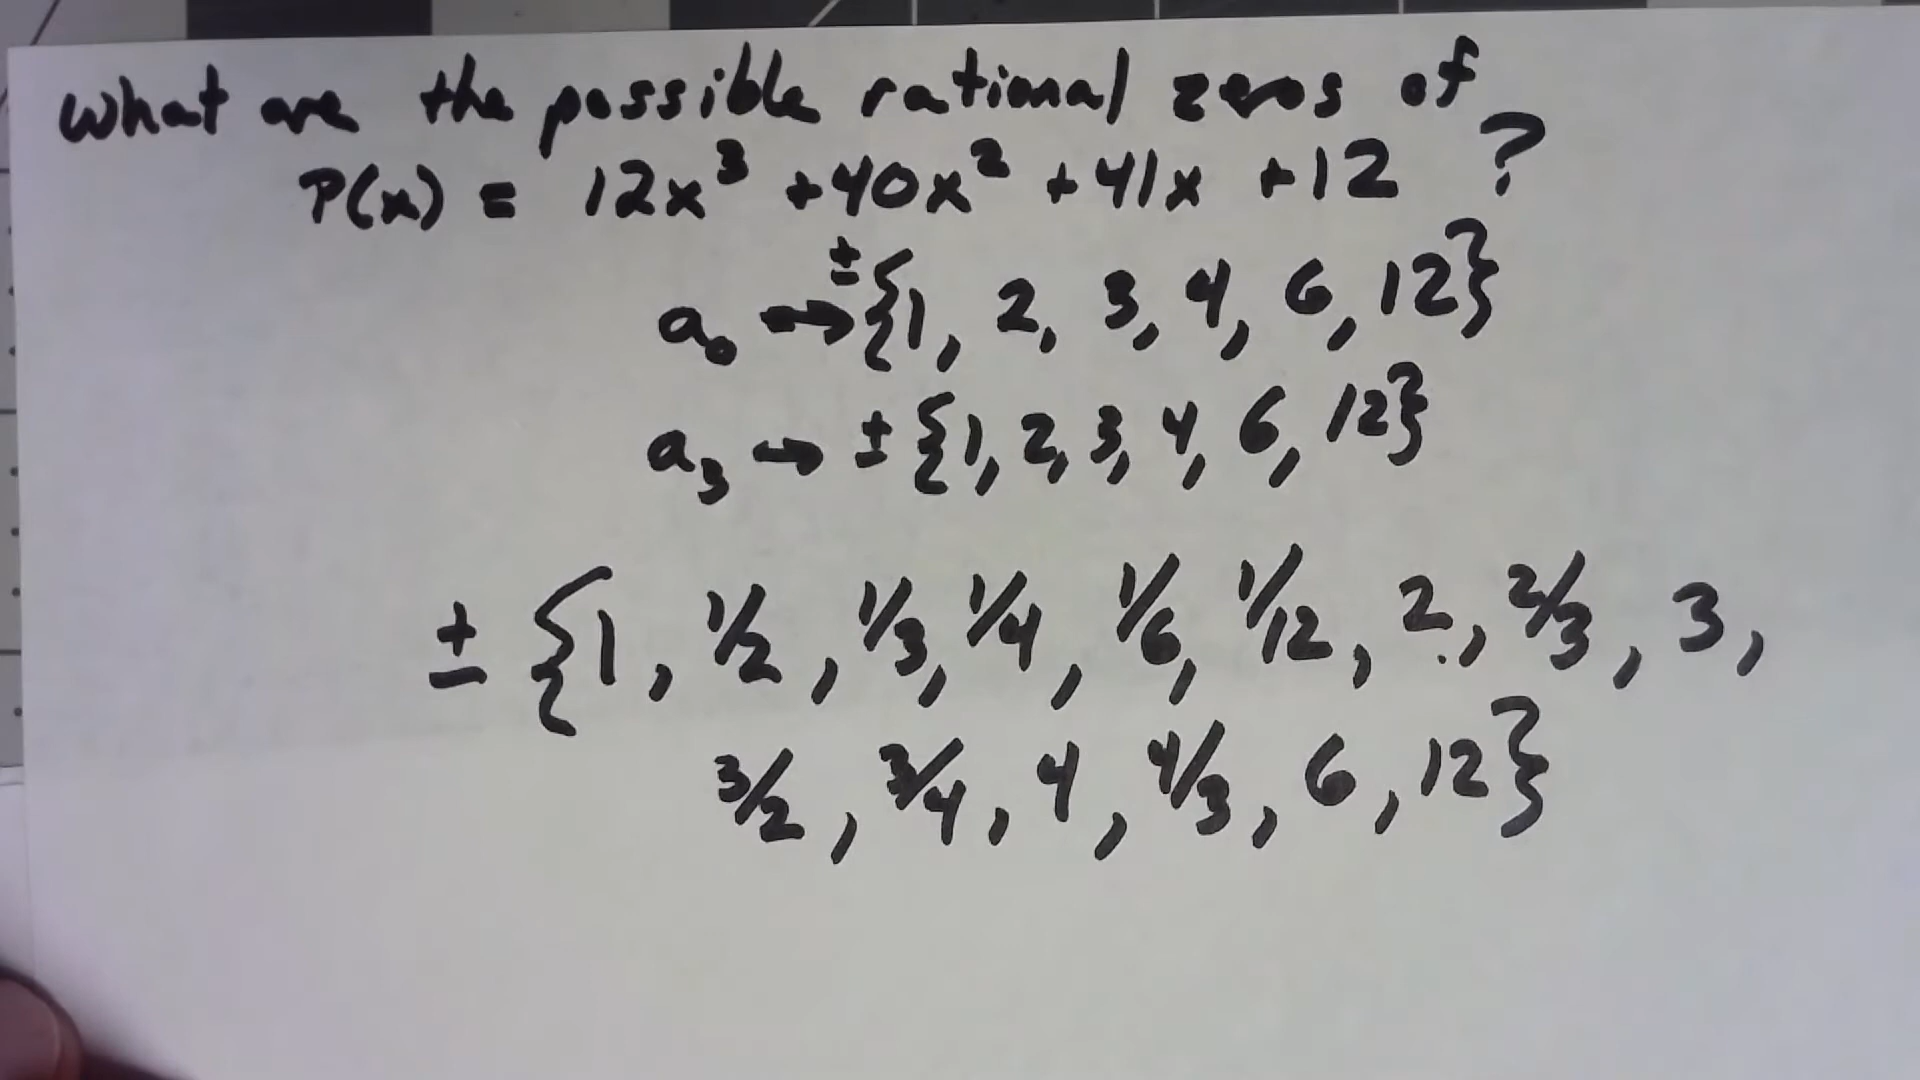 What are the possible rational zeros of
P(x) = 12x³ + 40x² + 41x + 12 ?
a₀ → ±{1, 2, 3, 4, 6, 12}
a₃ → ±{1, 2, 3, 4, 6, 12}
± {1, 1/2, 1/3, 1/4, 1/6, 1/12, 2, 2/3, 3,
3/2, 3/4, 4, 4/3, 6, 12}